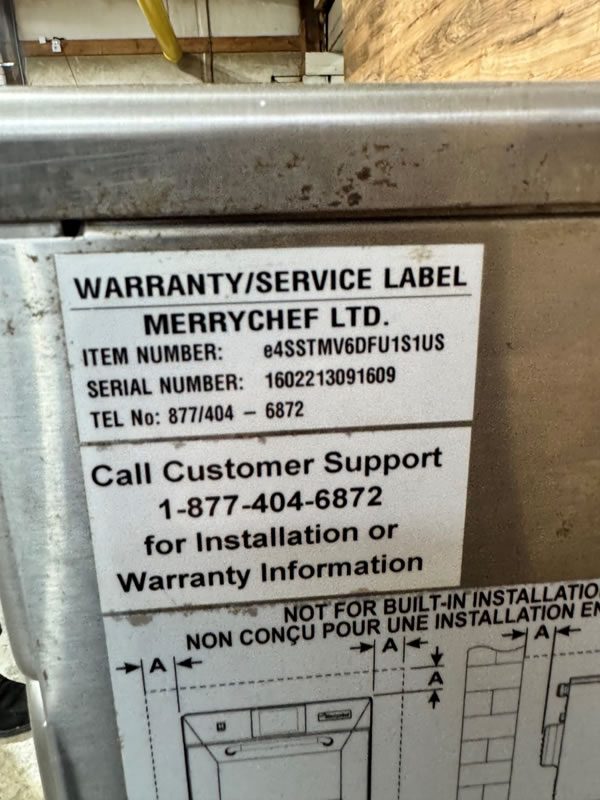 WARRANTY/SERVICE LABEL
MERRYCHEF LTD.
ITEM NUMBER: e4SSTMV6DFU1S1US
SERIAL NUMBER: 1602213091609
TEL No: 877/404 – 6872
Call Customer Support
1-877-404-6872
for Installation or
Warranty Information
NOT FOR BUILT-IN INSTALLATIO
NON CONÇU POUR UNE INSTALLATION EN
A A A
A